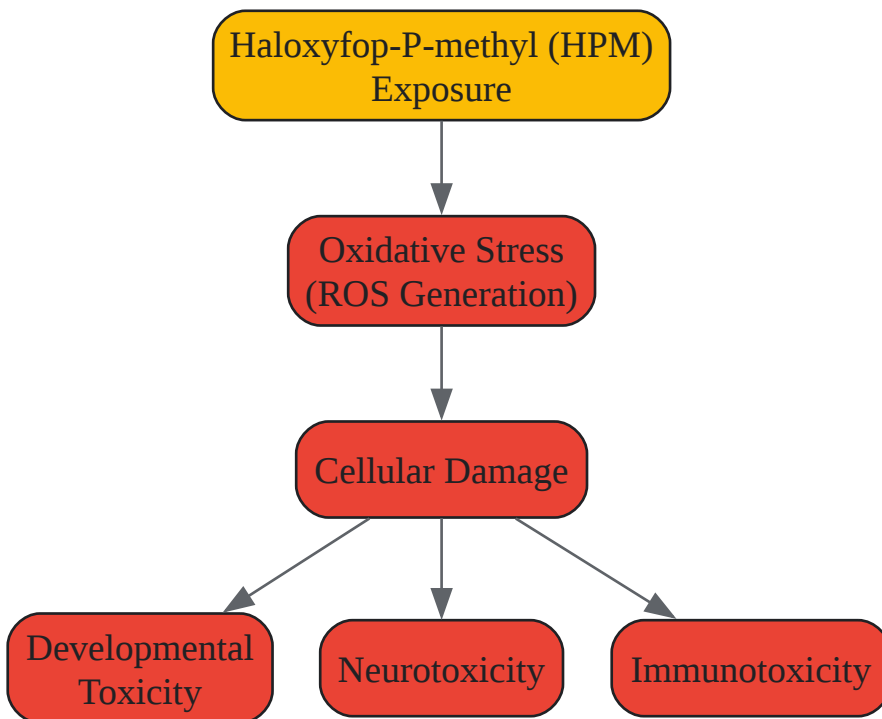 Haloxyfop-P-methyl (HPM)
Exposure
Oxidative Stress
(ROS Generation)
Cellular Damage
Developmental
Toxicity
Neurotoxicity
Immunotoxicity